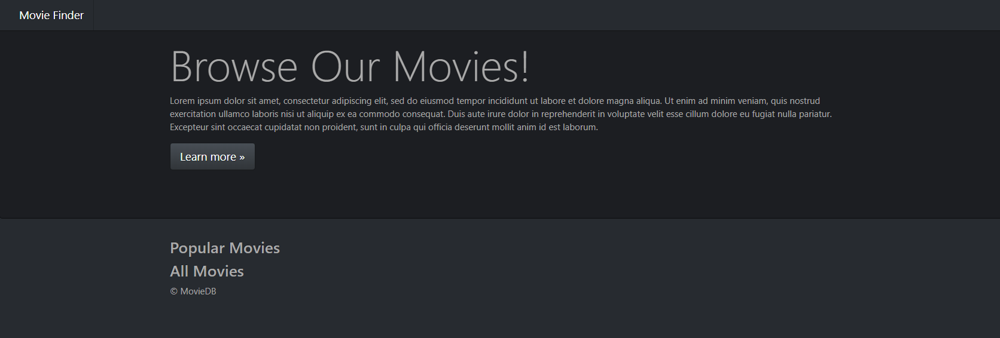 Movie Finder
Browse Our Movies!
Lorem ipsum dolor sit amet, consectetur adipiscing elit, sed do eiusmod tempor incididunt ut labore et dolore magna aliqua. Ut enim ad minim veniam, quis nostrud
exercitation ullamco laboris nisi ut aliquip ex ea commodo consequat. Duis aute irure dolor in reprehenderit in voluptate velit esse cillum dolore eu fugiat nulla pariatur.
Excepteur sint occaecat cupidatat non proident, sunt in culpa qui officia deserunt mollit anim id est laborum.
Learn more »
Popular Movies
All Movies
© MovieDB